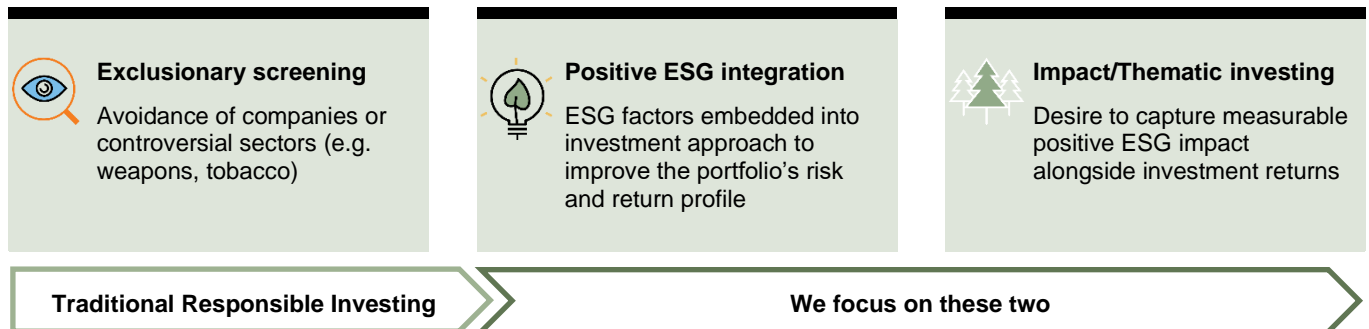 Exclusionary screening
Avoidance of companies or
controversial sectors (e.g.
weapons, tobacco)
Positive ESG integration
ESG factors embedded into
investment approach to
improve the portfolio’s risk
and return profile
Impact/Thematic investing
Desire to capture measurable
positive ESG impact
alongside investment returns
Traditional Responsible Investing
We focus on these two